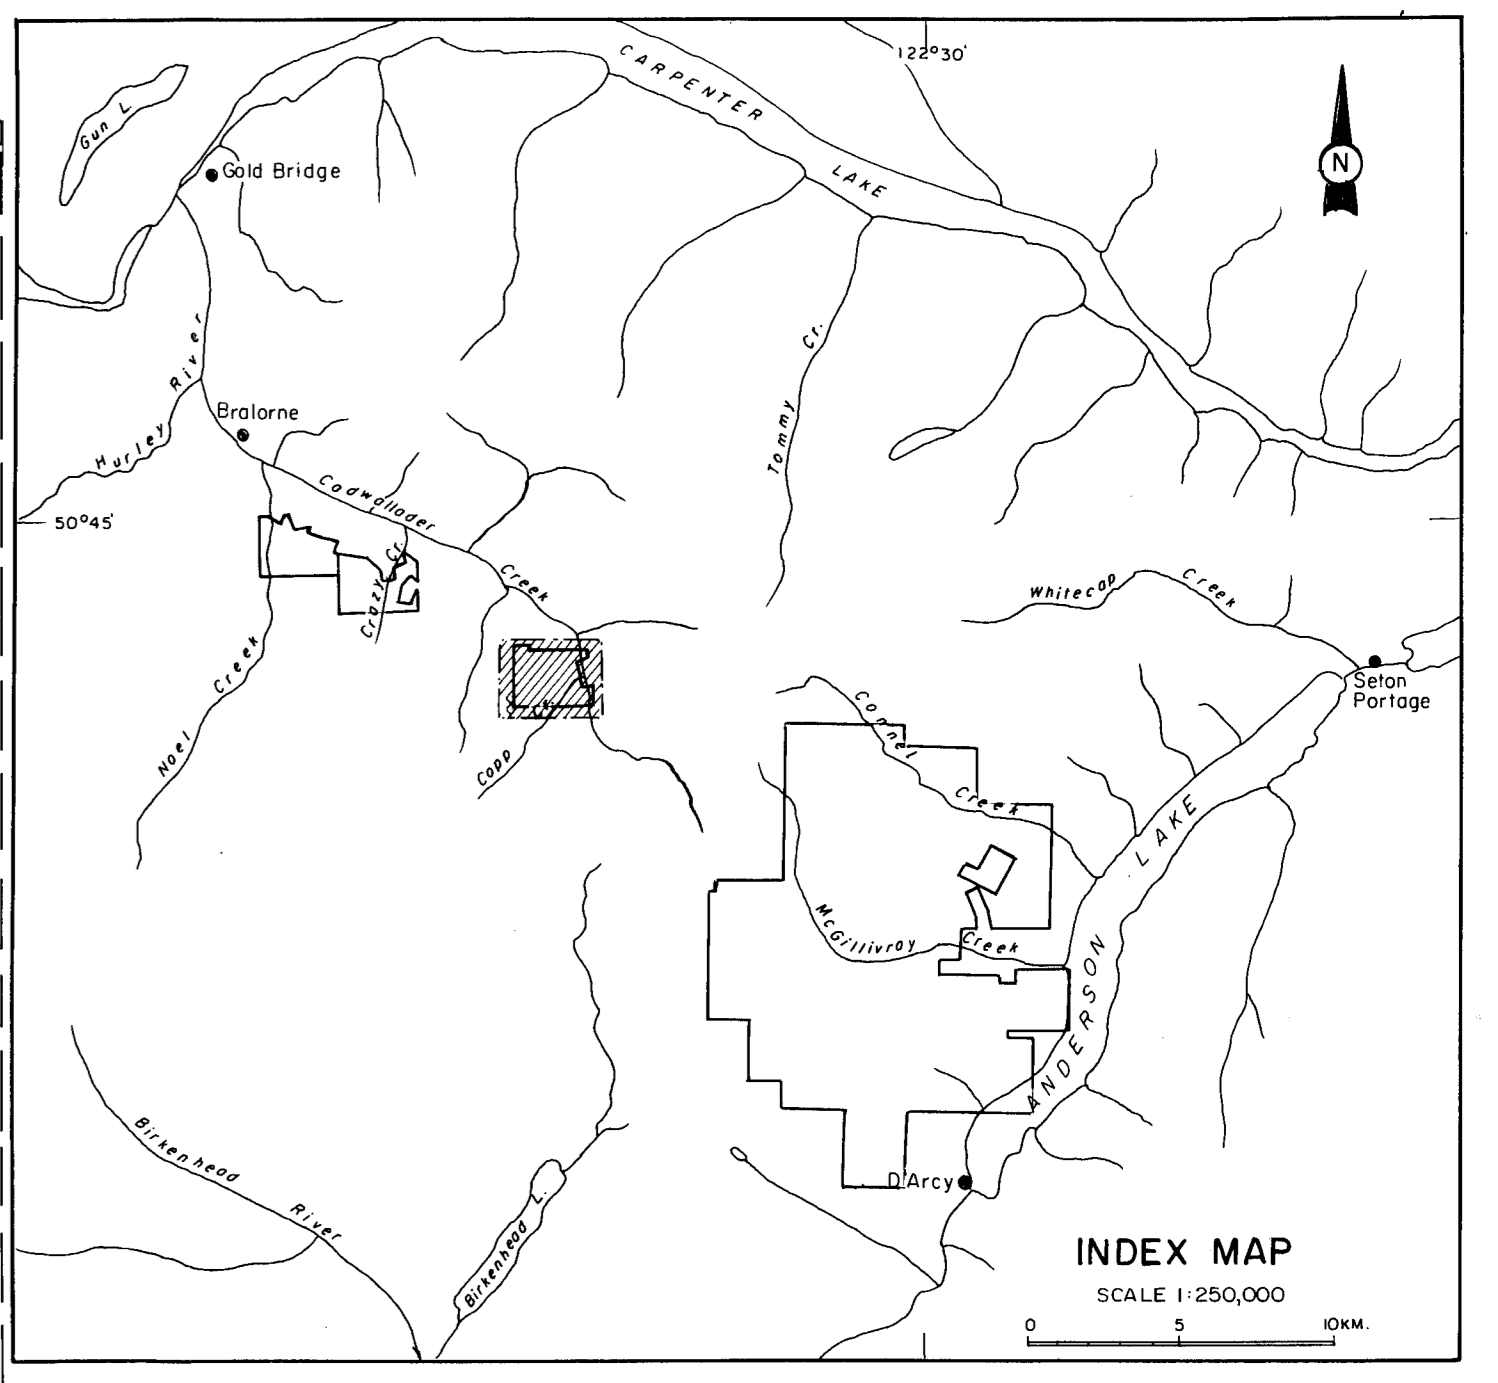 CARPENTER LAKE
122°30'
Gun L.
N
Gold Bridge
Hurley River
Tommy Cr.
Bralorne
Cadwallader Creek
50°45'
Crazy Cr.
Whitecap Creek
Noel Creek
Seton
Portage
Copp
Connel Creek
LAKE
McGillivray Creek
ANDERSON
Birkenhead River
Birkenhead L.
D'Arcy
INDEX MAP
SCALE 1:250,000
0 5 10KM.